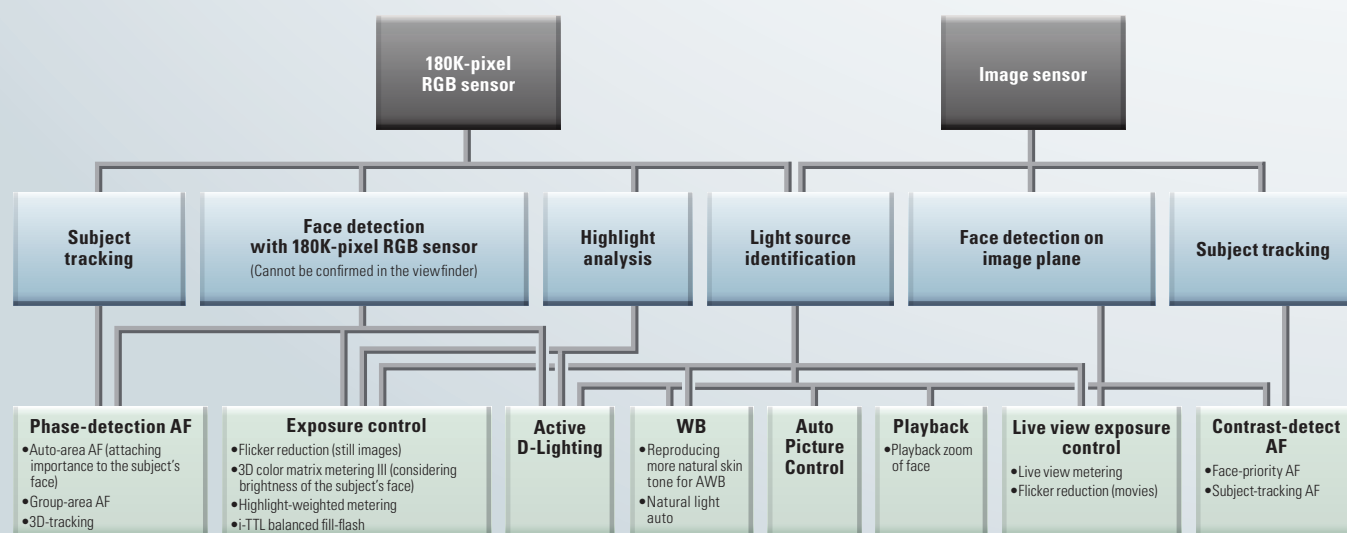 180K-pixel
RGB sensor
Image sensor
Subject
tracking
Face detection
with 180K-pixel RGB sensor
(Cannot be confirmed in the viewfinder)
Highlight
analysis
Light source
identification
Face detection on
image plane
Subject tracking
Phase-detection AF
•Auto-area AF (attaching
importance to the subject's
face)
•Group-area AF
•3D-tracking
Exposure control
•Flicker reduction (still images)
•3D color matrix metering III (considering
brightness of the subject's face)
•Highlight-weighted metering
•i-TTL balanced fill-flash
Active
D-Lighting
WB
•Reproducing
more natural skin
tone for AWB
•Natural light
auto
Auto
Picture
Control
Playback
•Playback zoom
of face
Live view exposure
control
•Live view metering
•Flicker reduction (movies)
Contrast-detect
AF
•Face-priority AF
•Subject-tracking AF